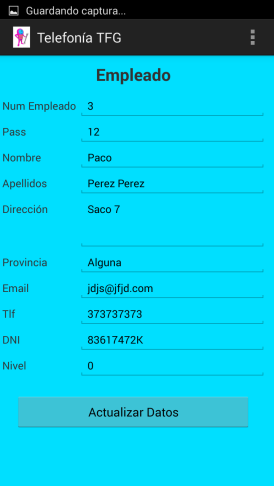 Guardando captura...
Telefonía TFG
Empleado
Num Empleado 3
Pass 12
Nombre Paco
Apellidos Perez Perez
Dirección Saco 7
Provincia Alguna
Email jdjs@jfjd.com
Tlf 373737373
DNI 83617472K
Nivel 0
Actualizar Datos